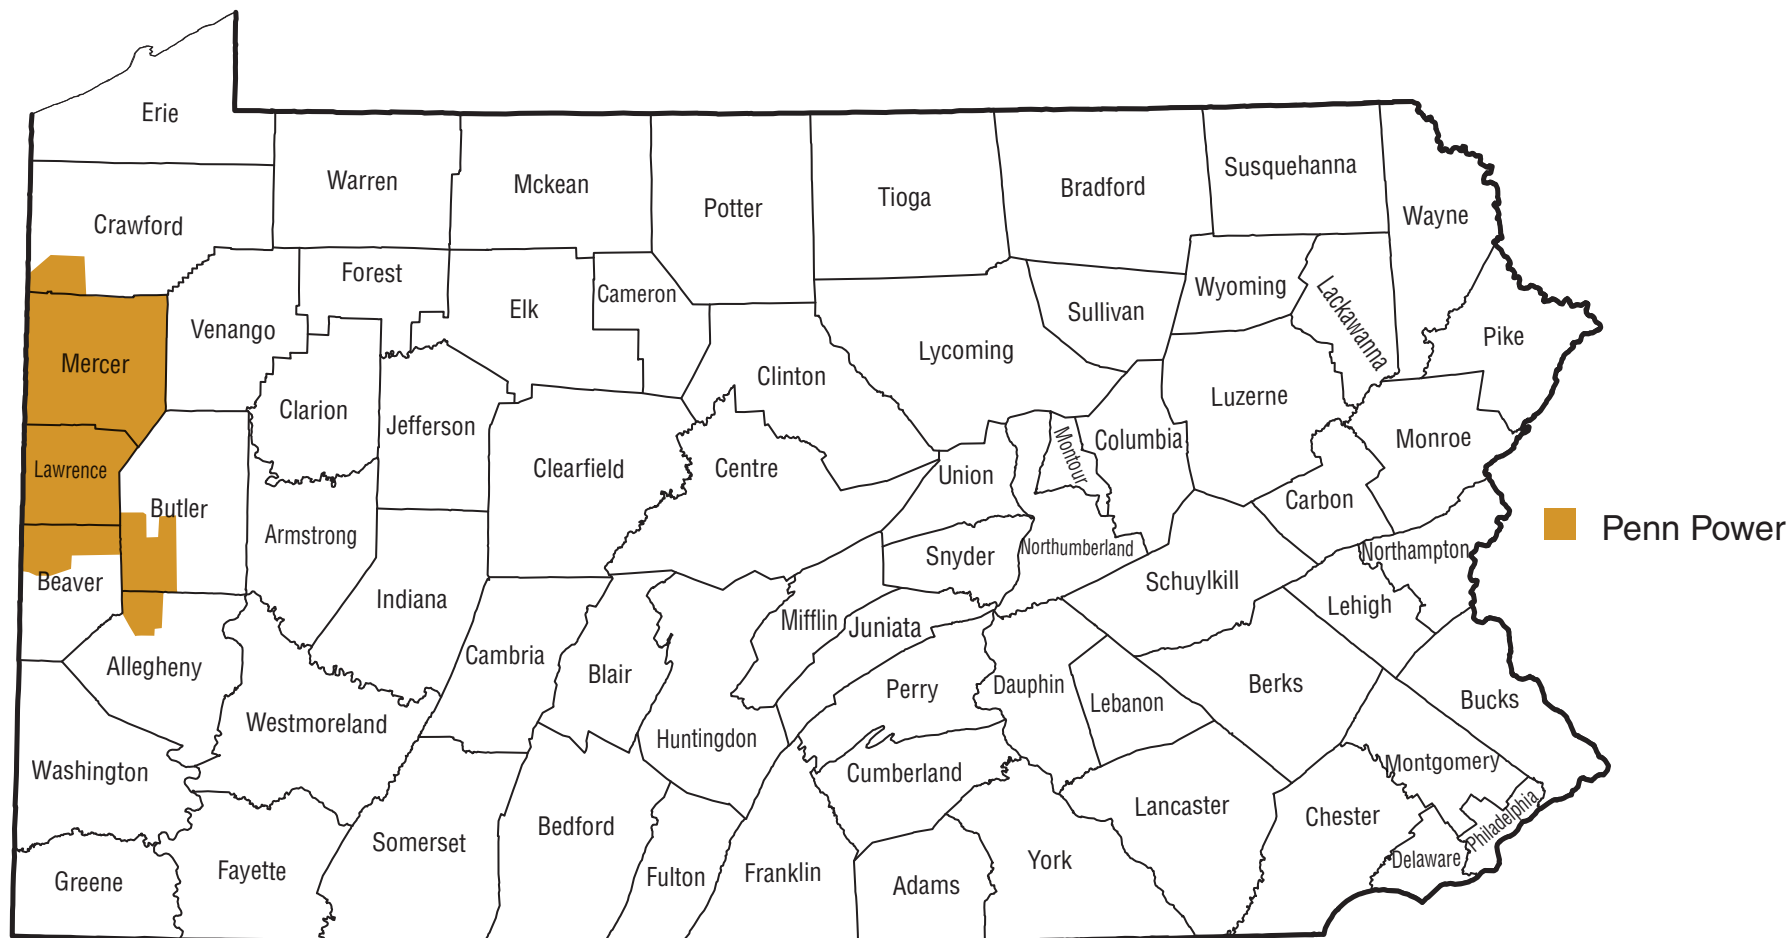 Erie
Warren
Mckean
Potter
Tioga
Bradford
Susquehanna
Wayne
Crawford
Forest
Elk
Cameron
Sullivan
Wyoming
Lackawanna
Pike
Venango
Mercer
Clarion
Jefferson
Clinton
Lycoming
Luzerne
Columbia
Montour
Monroe
Lawrence
Butler
Armstrong
Clearfield
Centre
Union
Carbon
Northampton
Penn Power
Beaver
Indiana
Snyder
Northumberland
Schuylkill
Lehigh
Mifflin
Juniata
Allegheny
Cambria
Blair
Perry
Dauphin
Lebanon
Berks
Bucks
Westmoreland
Huntingdon
Washington
Cumberland
Montgomery
Lancaster
Chester
Philadelphia
Somerset
Bedford
Delaware
Greene
Fayette
Fulton
Franklin
Adams
York